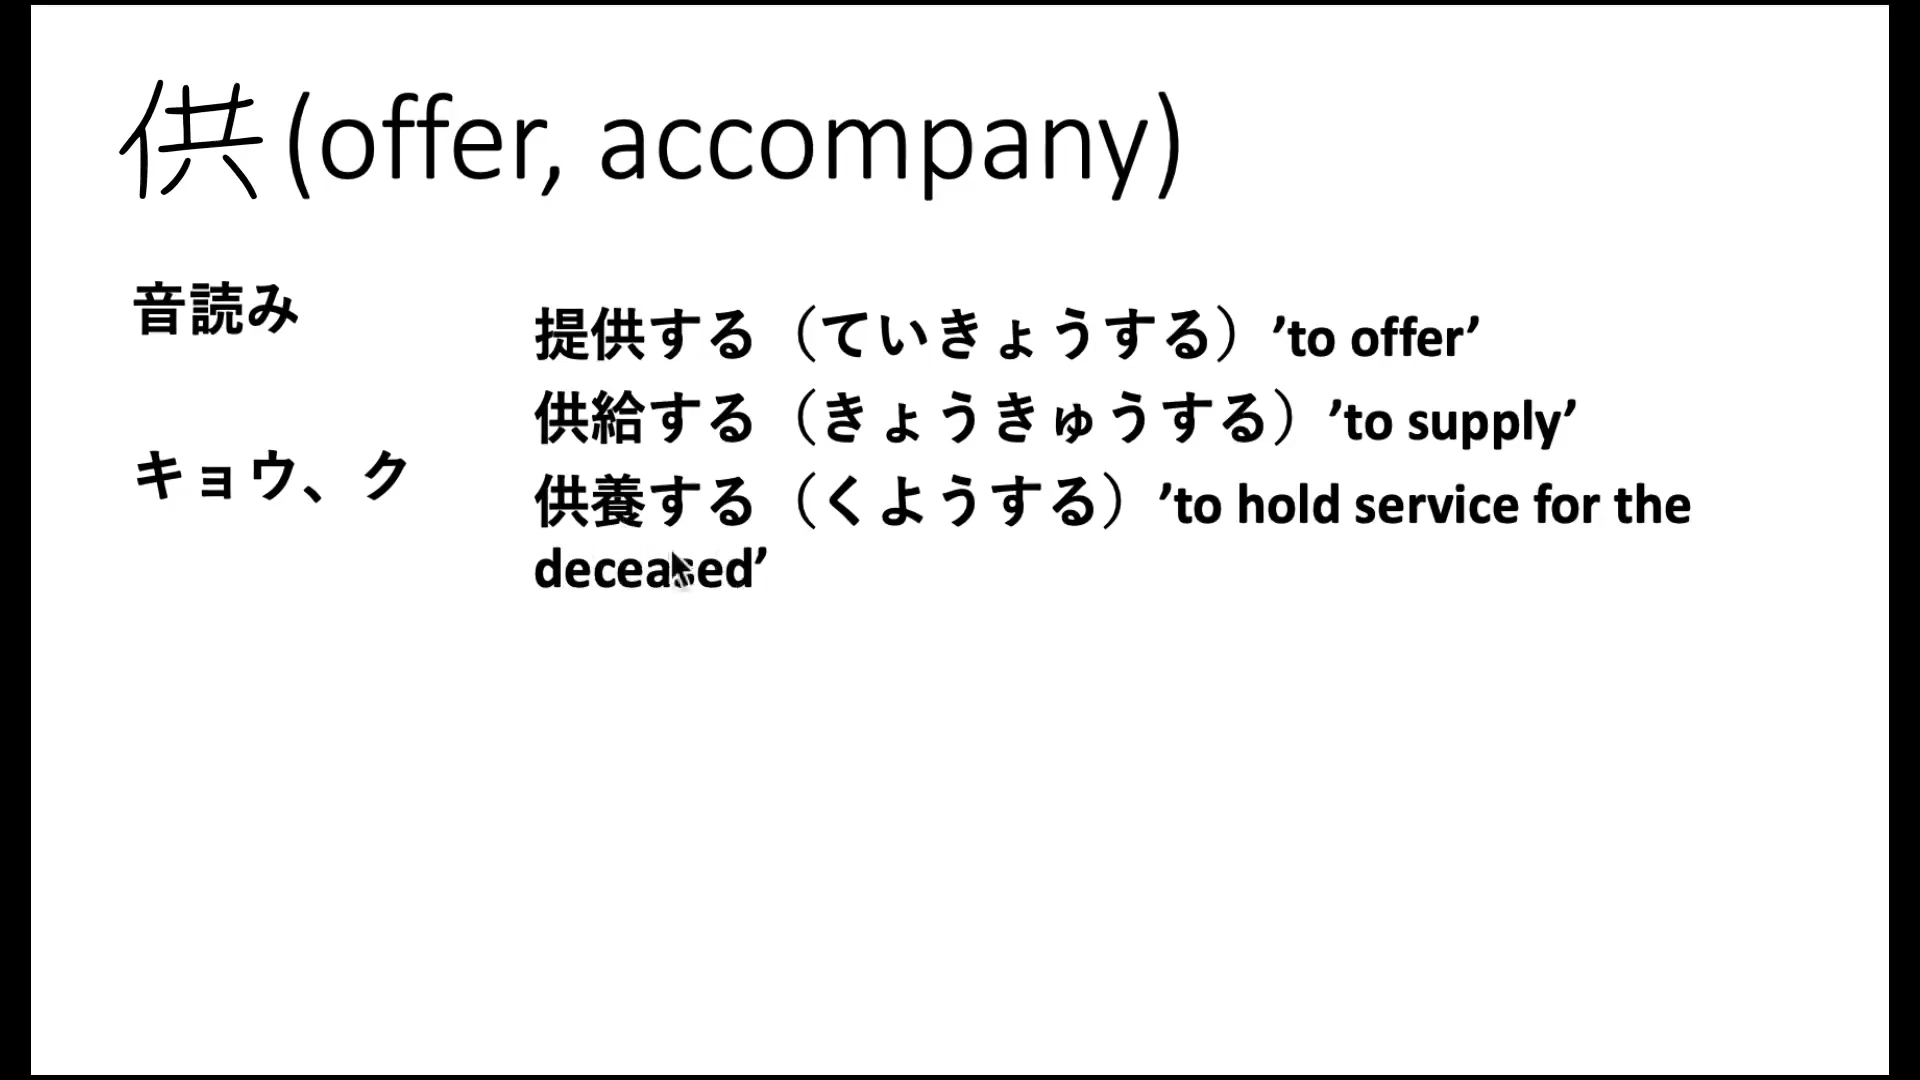 供 (offer, accompany)
音読み
キョウ、ク
提供する（ていきょうする）’to offer’
供給する（きょうきゅうする）’to supply’
供養する（くようする）’to hold service for the
deceased’